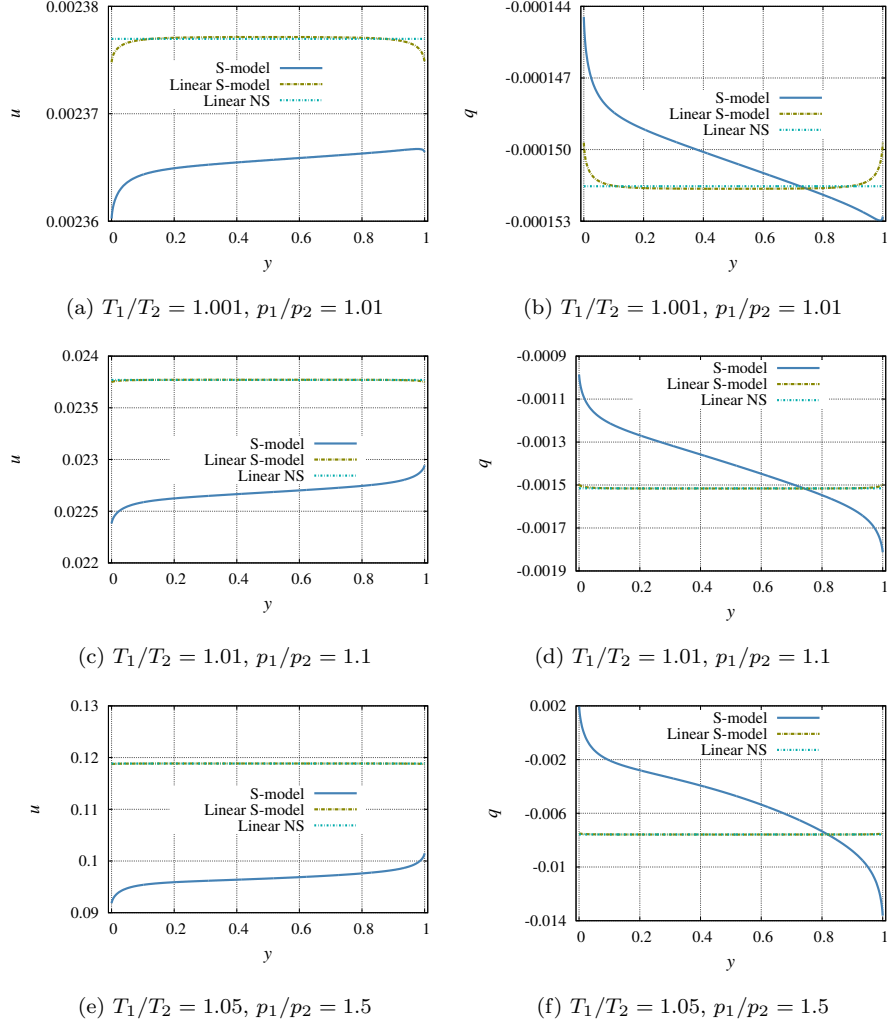 0.00238
0.00237
0.00236
u
S-model
Linear S-model
Linear NS
0 0.2 0.4 0.6 0.8 1
y
(a) T₁/T₂ = 1.001, p₁/p₂ = 1.01
-0.000144
-0.000147
-0.000150
-0.000153
q
S-model
Linear S-model
Linear NS
0 0.2 0.4 0.6 0.8 1
y
(b) T₁/T₂ = 1.001, p₁/p₂ = 1.01
0.024
0.0235
0.023
0.0225
0.022
u
S-model
Linear S-model
Linear NS
0 0.2 0.4 0.6 0.8 1
y
(c) T₁/T₂ = 1.01, p₁/p₂ = 1.1
-0.0009
-0.0011
-0.0013
-0.0015
-0.0017
-0.0019
q
S-model
Linear S-model
Linear NS
0 0.2 0.4 0.6 0.8 1
y
(d) T₁/T₂ = 1.01, p₁/p₂ = 1.1
0.13
0.12
0.11
0.1
0.09
u
S-model
Linear S-model
Linear NS
0 0.2 0.4 0.6 0.8 1
y
(e) T₁/T₂ = 1.05, p₁/p₂ = 1.5
0.002
-0.002
-0.006
-0.01
-0.014
q
S-model
Linear S-model
Linear NS
0 0.2 0.4 0.6 0.8 1
y
(f) T₁/T₂ = 1.05, p₁/p₂ = 1.5